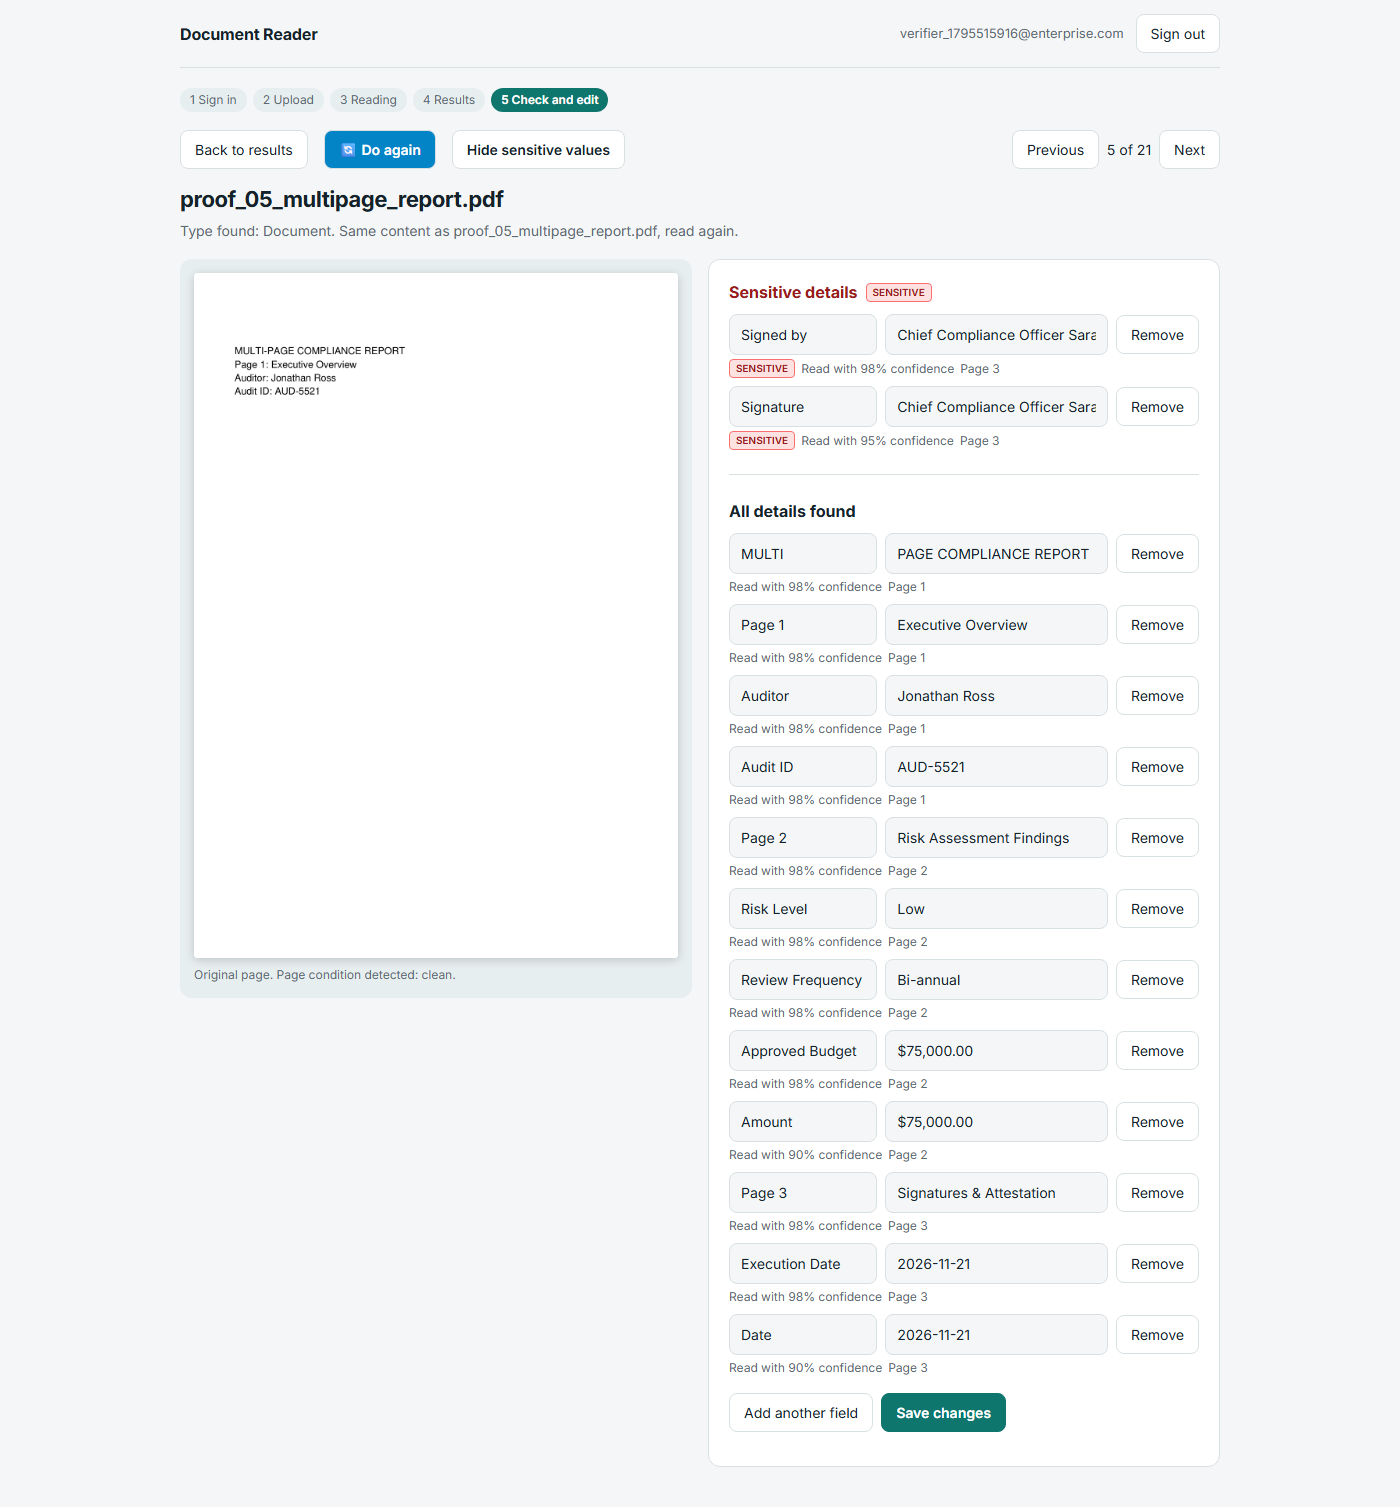 Document Reader
verifier_1795515916@enterprise.com
Sign out
1 Sign in
2 Upload
3 Reading
4 Results
5 Check and edit
Back to results
Do again
Hide sensitive values
Previous
5 of 21
Next
proof_05_multipage_report.pdf
Type found: Document. Same content as proof_05_multipage_report.pdf, read again.
MULTI-PAGE COMPLIANCE REPORT
Page 1: Executive Overview
Auditor: Jonathan Ross
Audit ID: AUD-5521
Original page. Page condition detected: clean.
Sensitive details SENSITIVE
Signed by Chief Compliance Officer Sara Remove
SENSITIVE Read with 98% confidence Page 3
Signature Chief Compliance Officer Sara Remove
SENSITIVE Read with 95% confidence Page 3
All details found
MULTI PAGE COMPLIANCE REPORT Remove
Read with 98% confidence Page 1
Page 1 Executive Overview Remove
Read with 98% confidence Page 1
Auditor Jonathan Ross Remove
Read with 98% confidence Page 1
Audit ID AUD-5521 Remove
Read with 98% confidence Page 1
Page 2 Risk Assessment Findings Remove
Read with 98% confidence Page 2
Risk Level Low Remove
Read with 98% confidence Page 2
Review Frequency Bi-annual Remove
Read with 98% confidence Page 2
Approved Budget $75,000.00 Remove
Read with 98% confidence Page 2
Amount $75,000.00 Remove
Read with 90% confidence Page 2
Page 3 Signatures & Attestation Remove
Read with 98% confidence Page 3
Execution Date 2026-11-21 Remove
Read with 98% confidence Page 3
Date 2026-11-21 Remove
Read with 90% confidence Page 3
Add another field
Save changes